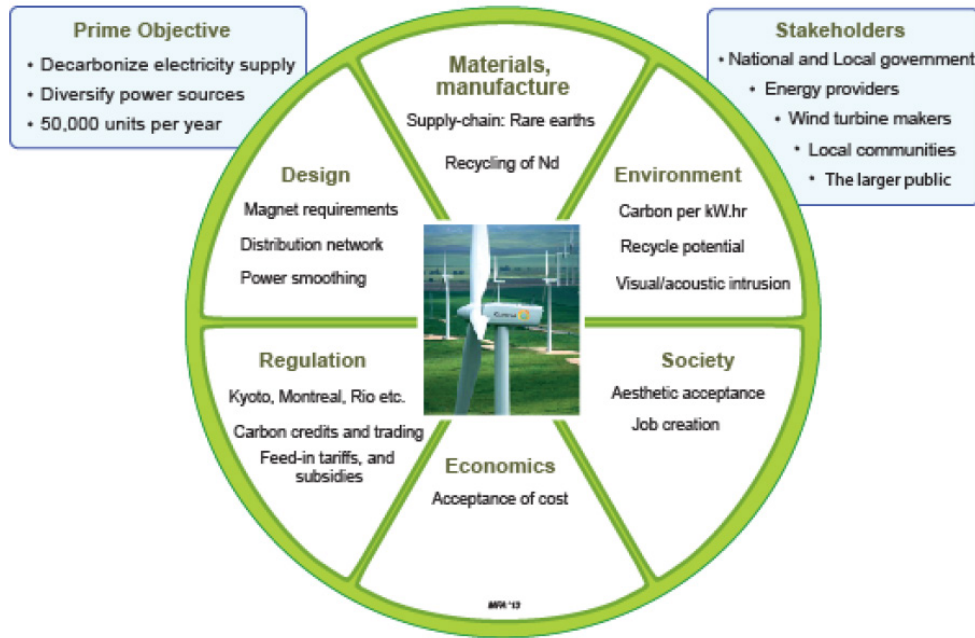 Prime Objective
• Decarbonize electricity supply
• Diversify power sources
• 50,000 units per year
Stakeholders
• National and Local government
• Energy providers
• Wind turbine makers
• Local communities
• The larger public
Materials,
manufacture
Supply-chain: Rare earths
Recycling of Nd
Design
Magnet requirements
Distribution network
Power smoothing
Environment
Carbon per kW.hr
Recycle potential
Visual/acoustic intrusion
Regulation
Kyoto, Montreal, Rio etc.
Carbon credits and trading
Feed-in tariffs, and
subsidies
Society
Aesthetic acceptance
Job creation
Economics
Acceptance of cost
MFA '13